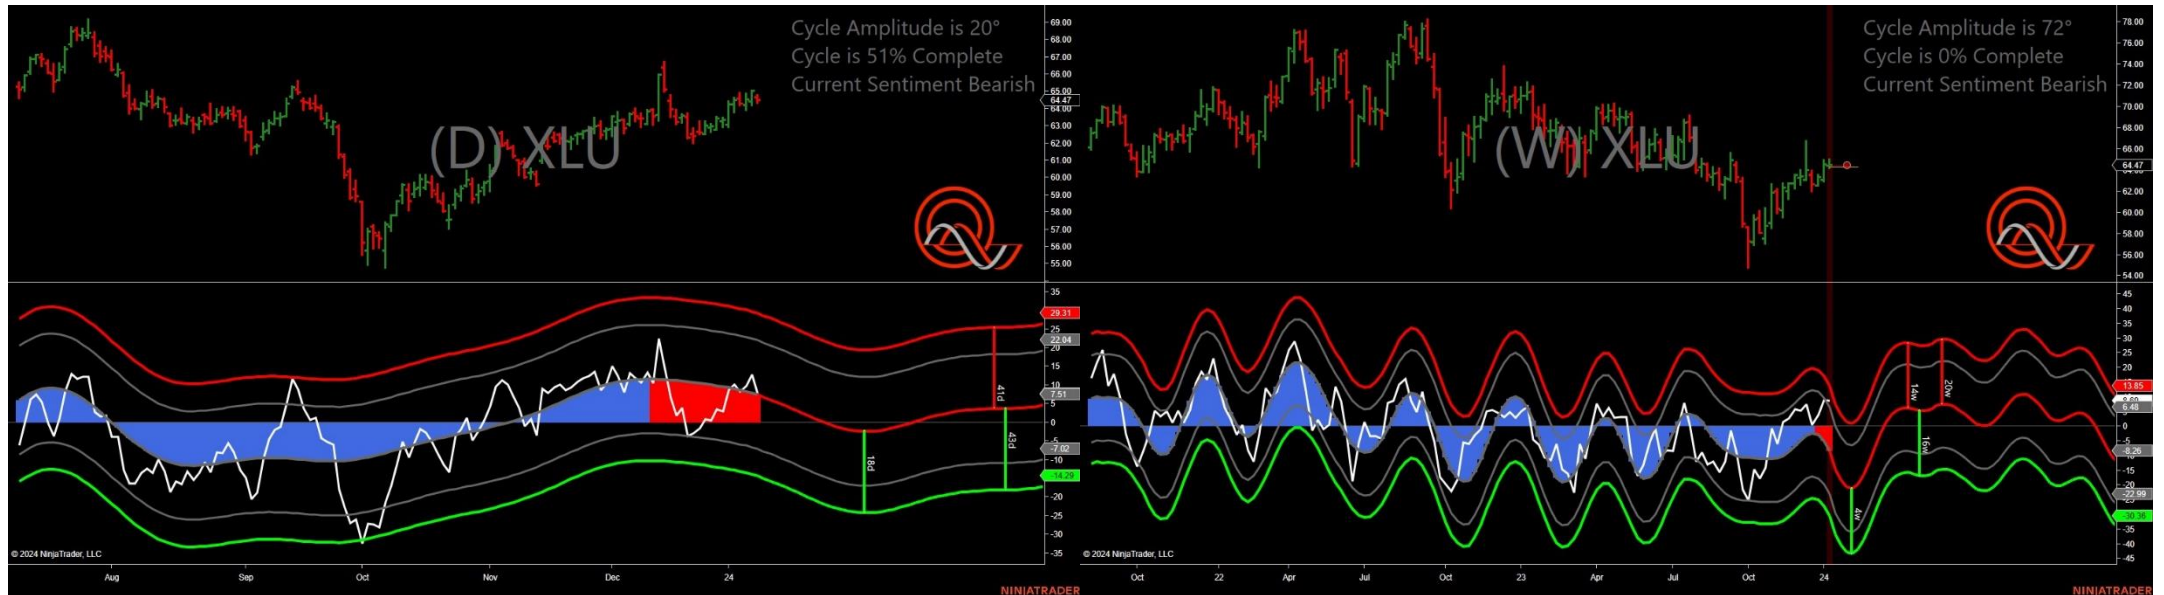 Cycle Amplitude is 20°
Cycle is 51% Complete
Current Sentiment Bearish
(D) XLU
69.00
68.00
67.00
66.00
65.00
64.47
64.00
63.00
62.00
61.00
60.00
59.00
58.00
57.00
56.00
55.00
35
29.31
25
22.04
20
15
10
7.51
5
0
-5
-7.02
-10
-14.29
-20
-25
-30
-35
41d
43d
18d
© 2024 NinjaTrader, LLC
Aug
Sep
Oct
Nov
Dec
24
NINJATRADER
Cycle Amplitude is 72°
Cycle is 0% Complete
Current Sentiment Bearish
(W) XLU
78.00
76.00
74.00
72.00
70.00
68.00
66.00
64.47
62.00
60.00
58.00
56.00
54.00
45
40
35
30
25
20
13.85
6.48
0
-5
-8.26
-15
-22.99
-30.36
-35
-40
-45
14w
20w
16w
4w
© 2024 NinjaTrader, LLC
Oct
22
Apr
Jul
Oct
23
Apr
Jul
Oct
24
NINJATRADER